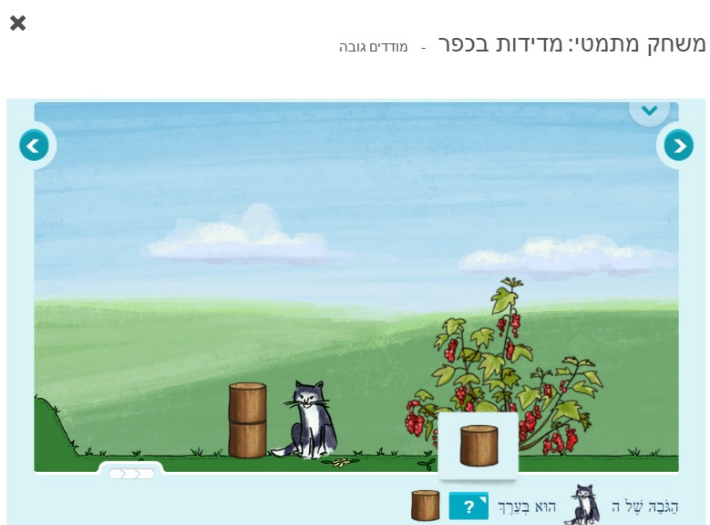 משחק מתמטי: מדידות בכפר - מודדים גובה
הַגֹּבַהּ שֶׁל הַ הוּא בְּעֵרֶךְ ?